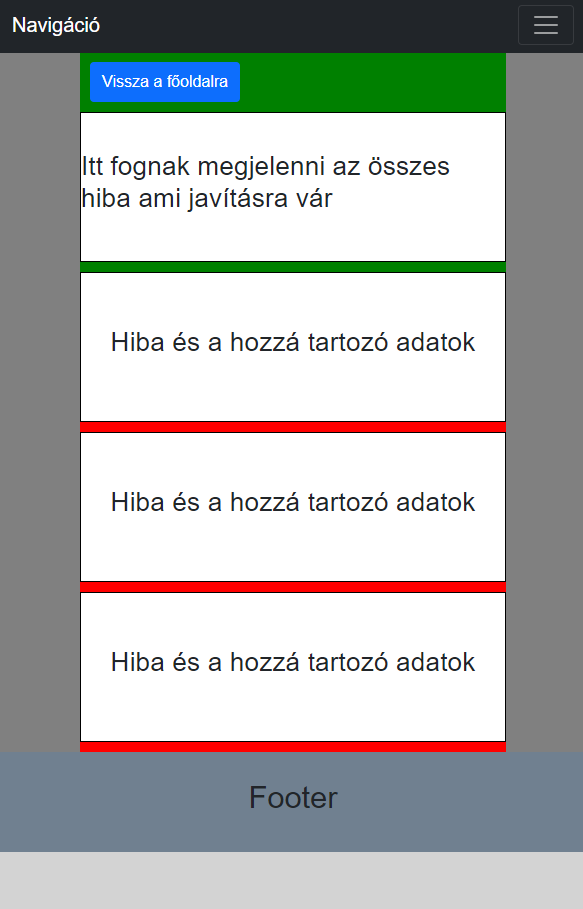 Navigáció
Vissza a főoldalra
Itt fognak megjelenni az összes
hiba ami javításra vár
Hiba és a hozzá tartozó adatok
Hiba és a hozzá tartozó adatok
Hiba és a hozzá tartozó adatok
Footer